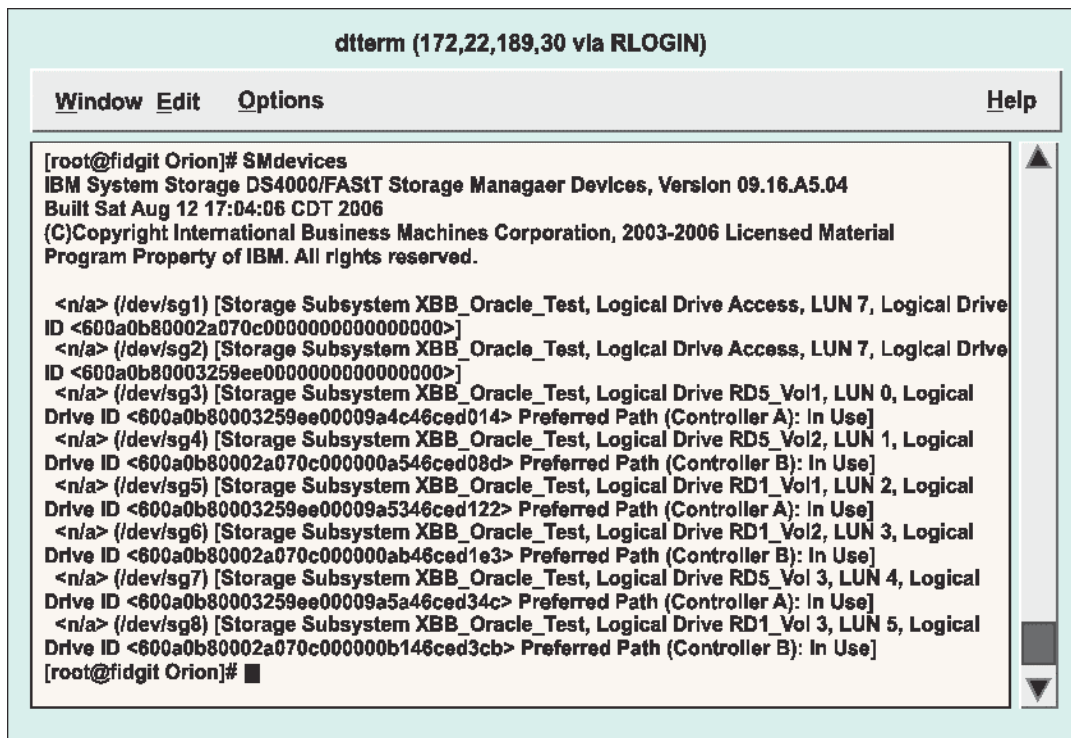 dtterm (172,22,189,30 via RLOGIN)
Window Edit Options Help
[root@fidgit Orion]# SMdevices
IBM System Storage DS4000/FAStT Storage Managaer Devices, Version 09.16.A5.04
Built Sat Aug 12 17:04:06 CDT 2006
(C)Copyright International Business Machines Corporation, 2003-2006 Licensed Material
Program Property of IBM. All rights reserved.
<n/a> (/dev/sg1) [Storage Subsystem XBB_Oracle_Test, Logical Drive Access, LUN 7, Logical Drive
ID <600a0b80002a070c0000000000000000>]
<n/a> (/dev/sg2) [Storage Subsystem XBB_Oracle_Test, Logical Drive Access, LUN 7, Logical Drive
ID <600a0b80003259ee0000000000000000>]
<n/a> (/dev/sg3) [Storage Subsystem XBB_Oracle_Test, Logical Drive RD5_Vol1, LUN 0, Logical
Drive ID <600a0b80003259ee00009a4c46ced014> Preferred Path (Controller A): In Use]
<n/a> (/dev/sg4) [Storage Subsystem XBB_Oracle_Test, Logical Drive RD5_Vol2, LUN 1, Logical
Drive ID <600a0b80002a070c000000a546ced08d> Preferred Path (Controller B): In Use]
<n/a> (/dev/sg5) [Storage Subsystem XBB_Oracle_Test, Logical Drive RD1_Vol1, LUN 2, Logical
Drive ID <600a0b80003259ee00009a5346ced122> Preferred Path (Controller A): In Use]
<n/a> (/dev/sg6) [Storage Subsystem XBB_Oracle_Test, Logical Drive RD1_Vol2, LUN 3, Logical
Drive ID <600a0b80002a070c000000ab46ced1e3> Preferred Path (Controller B): In Use]
<n/a> (/dev/sg7) [Storage Subsystem XBB_Oracle_Test, Logical Drive RD5_Vol 3, LUN 4, Logical
Drive ID <600a0b80003259ee00009a5a46ced34c> Preferred Path (Controller A): In Use]
<n/a> (/dev/sg8) [Storage Subsystem XBB_Oracle_Test, Logical Drive RD1_Vol 3, LUN 5, Logical
Drive ID <600a0b80002a070c000000b146ced3cb> Preferred Path (Controller B): In Use]
[root@fidgit Orion]#